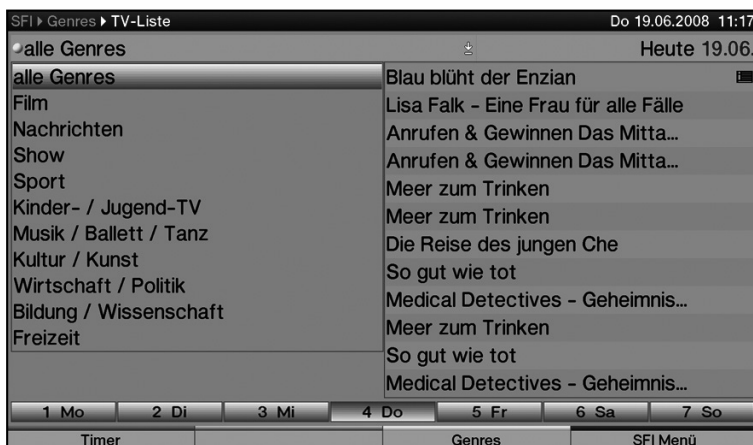 SFI Genres TV-Liste Do 19.06.2008 11:17
alle Genres Heute 19.06.
alle Genres
Film
Nachrichten
Show
Sport
Kinder- / Jugend-TV
Musik / Ballett / Tanz
Kultur / Kunst
Wirtschaft / Politik
Bildung / Wissenschaft
Freizeit
Blau blüht der Enzian
Lisa Falk - Eine Frau für alle Fälle
Anrufen & Gewinnen Das Mitta...
Anrufen & Gewinnen Das Mitta...
Meer zum Trinken
Meer zum Trinken
Die Reise des jungen Che
So gut wie tot
Medical Detectives - Geheimnis...
Meer zum Trinken
So gut wie tot
Medical Detectives - Geheimnis...
1 Mo 2 Di 3 Mi 4 Do 5 Fr 6 Sa 7 So
Timer Genres SFI Menü